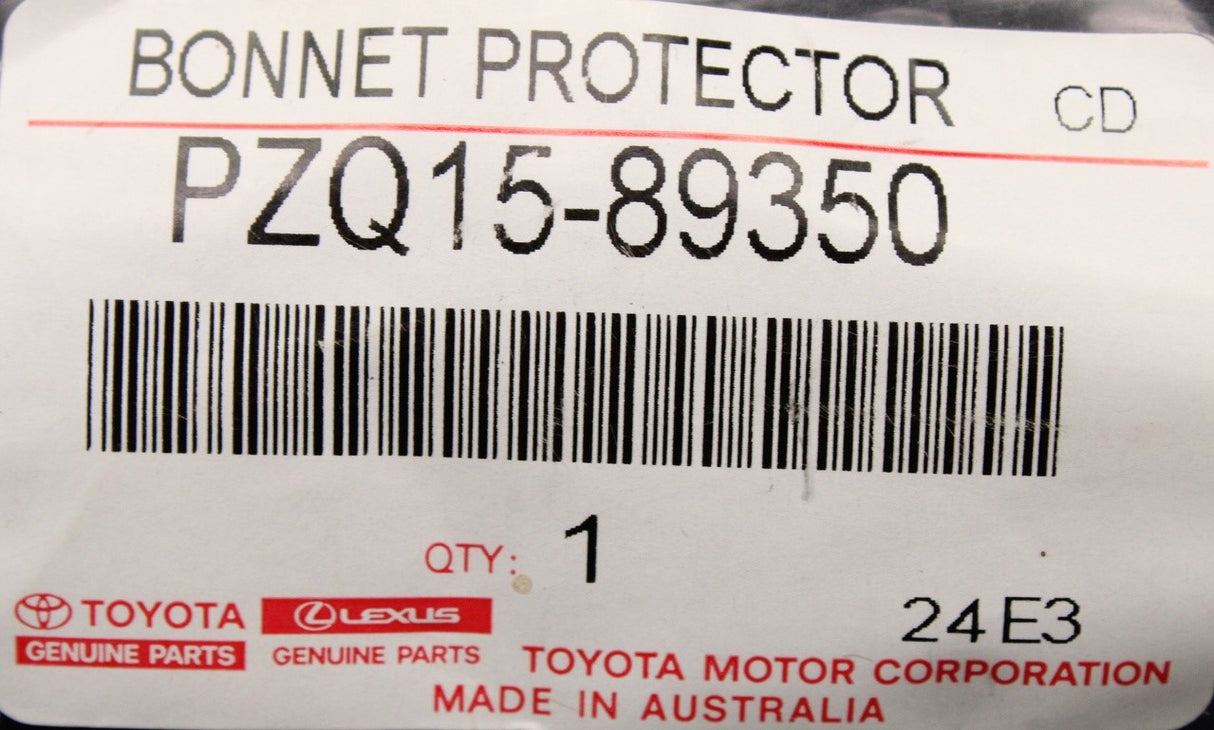 BONNET PROTECTOR CD
PZQ15-89350
QTY: 1
24E3
TOYOTA LEXUS
GENUINE PARTS GENUINE PARTS
TOYOTA MOTOR CORPORATION
MADE IN AUSTRALIA